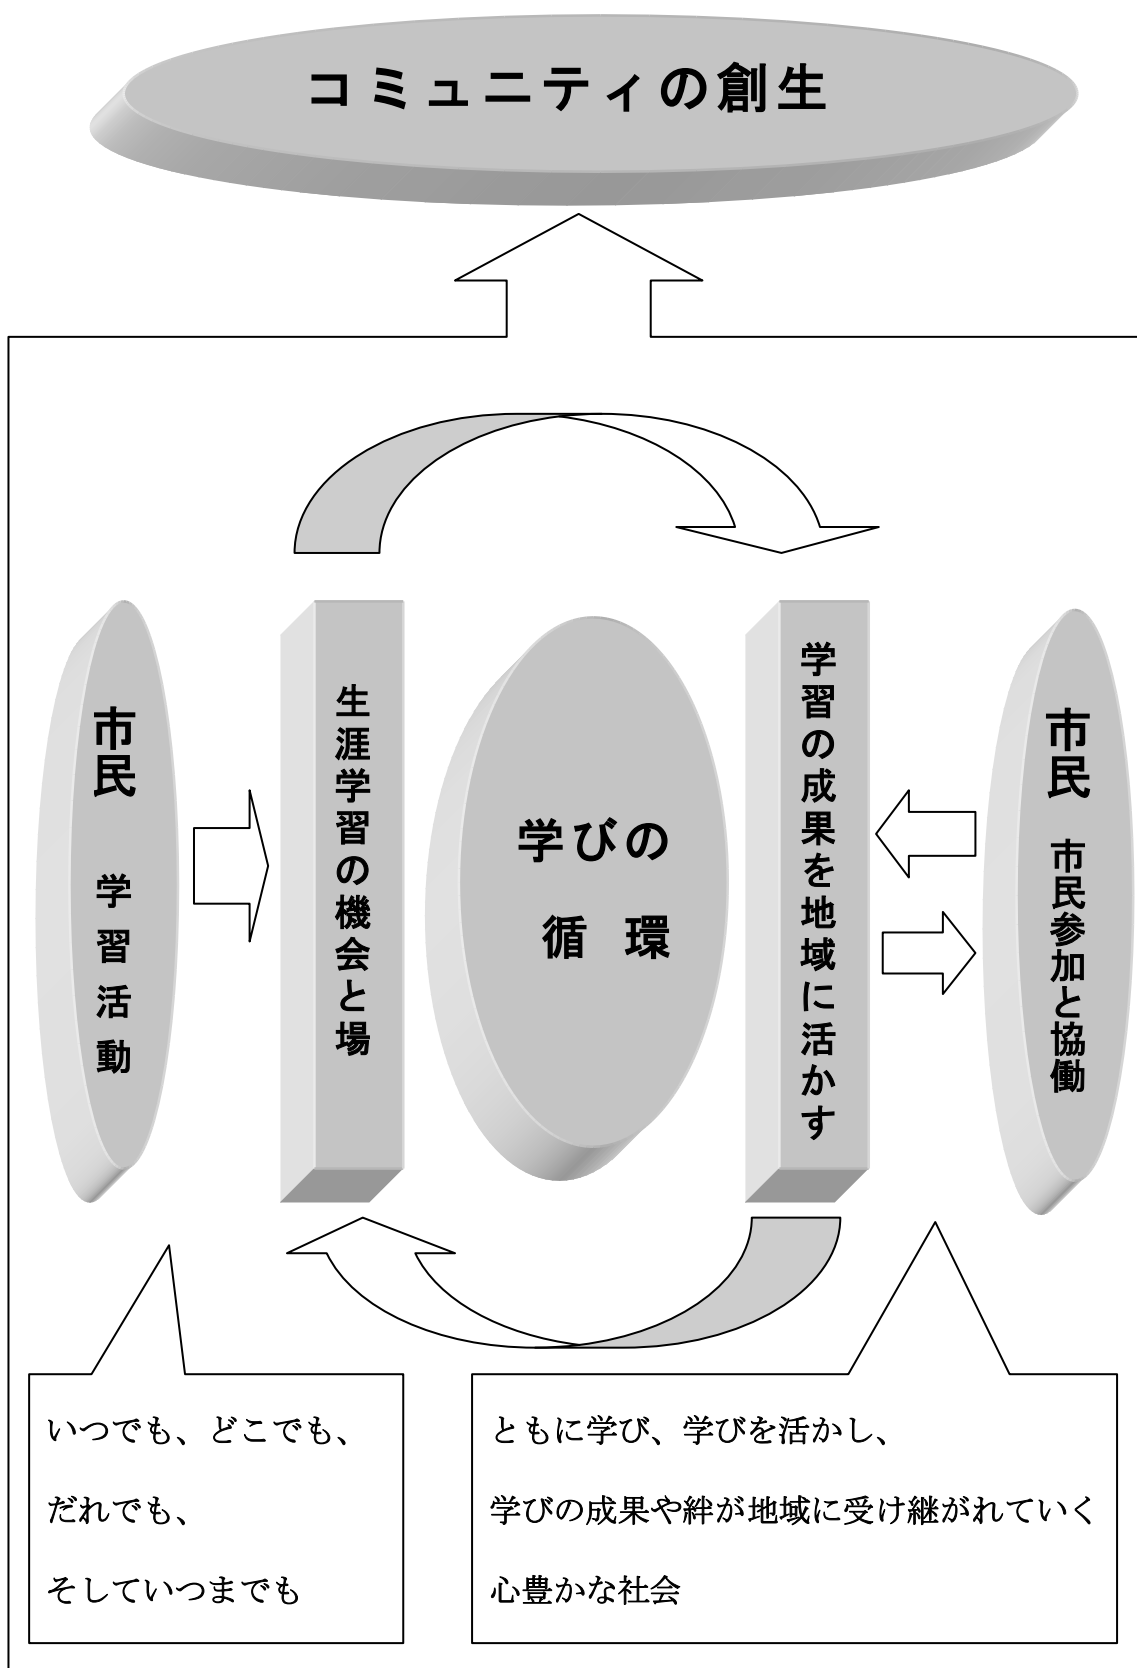 コミュニティの創生
市民 学習活動
生涯学習の機会と場
学びの
循環
学習の成果を地域に活かす
市民 市民参加と協働
いつでも、どこでも、
だれでも、
そしていつまでも
ともに学び、学びを活かし、
学びの成果や絆が地域に受け継がれていく
心豊かな社会